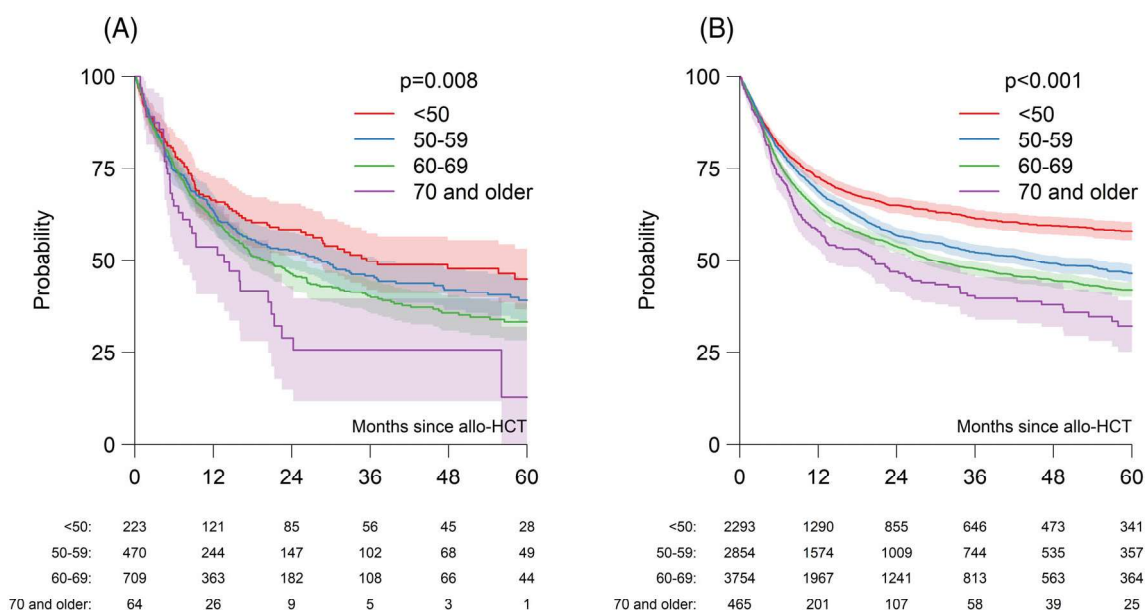 (A)
p=0.008
<50
50-59
60-69
70 and older
100
75
50
25
0
Probability
Months since allo-HCT
0 12 24 36 48 60
<50: 223 121 85 56 45 28
50-59: 470 244 147 102 68 49
60-69: 709 363 182 108 66 44
70 and older: 64 26 9 5 3 1
(B)
p<0.001
<50
50-59
60-69
70 and older
100
75
50
25
0
Probability
Months since allo-HCT
0 12 24 36 48 60
<50: 2293 1290 855 646 473 341
50-59: 2854 1574 1009 744 535 357
60-69: 3754 1967 1241 813 563 364
70 and older: 465 201 107 58 39 25